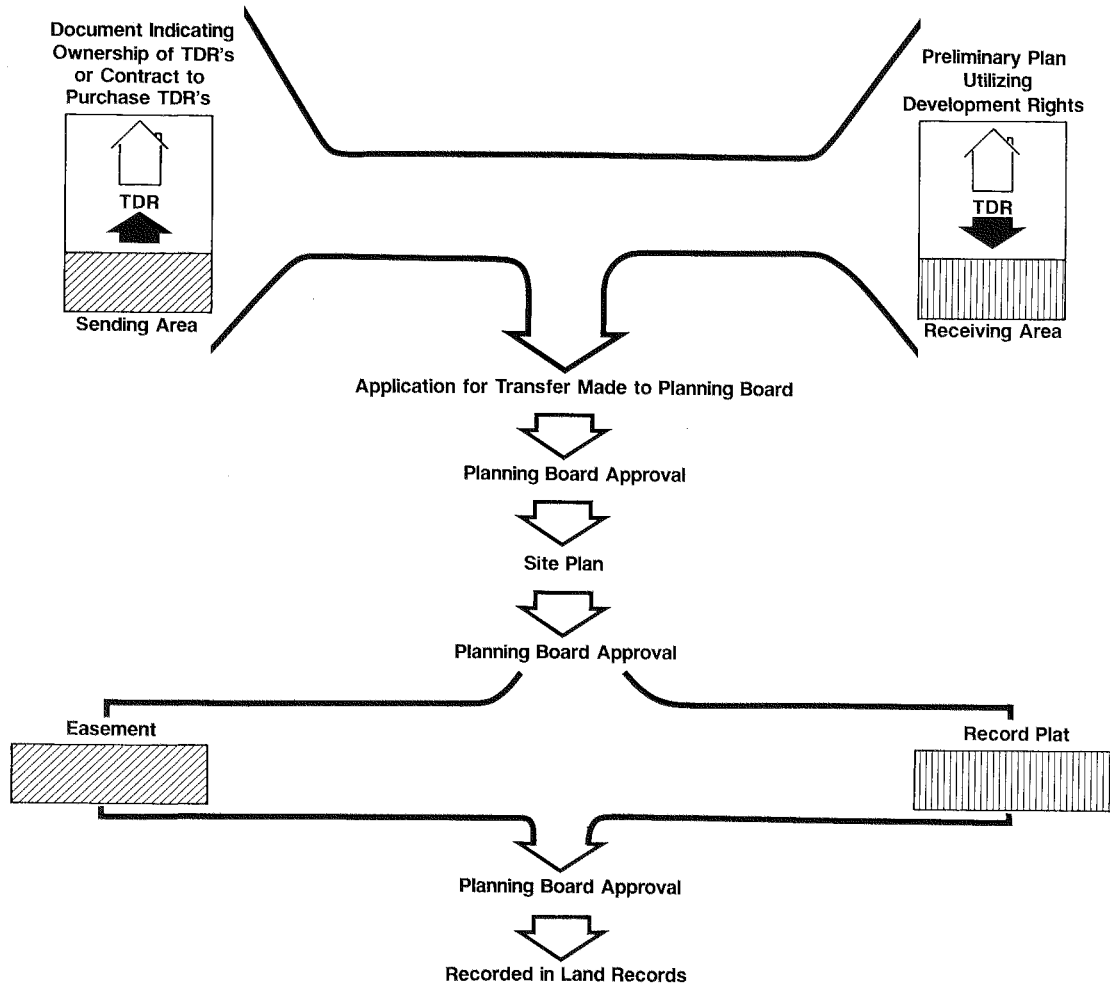 Document Indicating
Ownership of TDR's
or Contract to
Purchase TDR's
TDR
Sending Area
Preliminary Plan
Utilizing
Development Rights
TDR
Receiving Area
Application for Transfer Made to Planning Board
Planning Board Approval
Site Plan
Planning Board Approval
Easement
Record Plat
Planning Board Approval
Recorded in Land Records